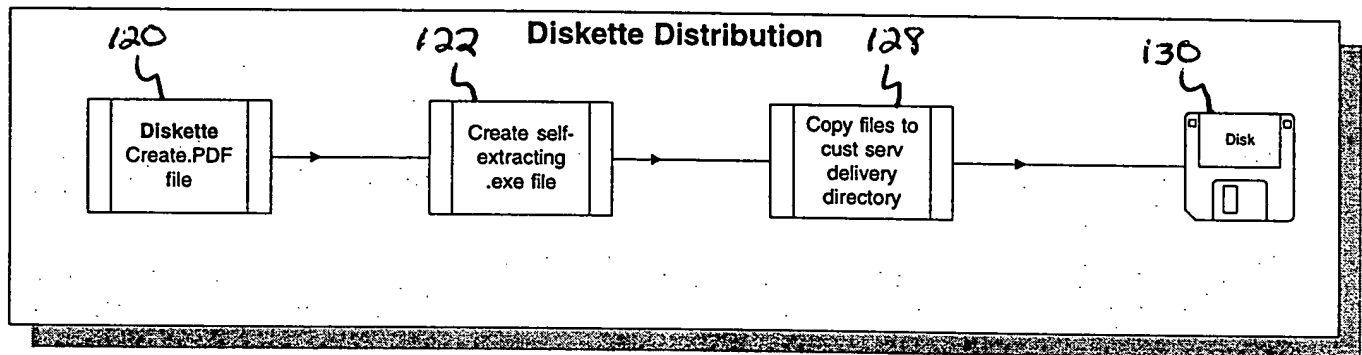 Diskette Distribution
120
122
128
130
Diskette
Create.PDF
file
Create self-
extracting
.exe file
Copy files to
cust serv
delivery
directory
Disk